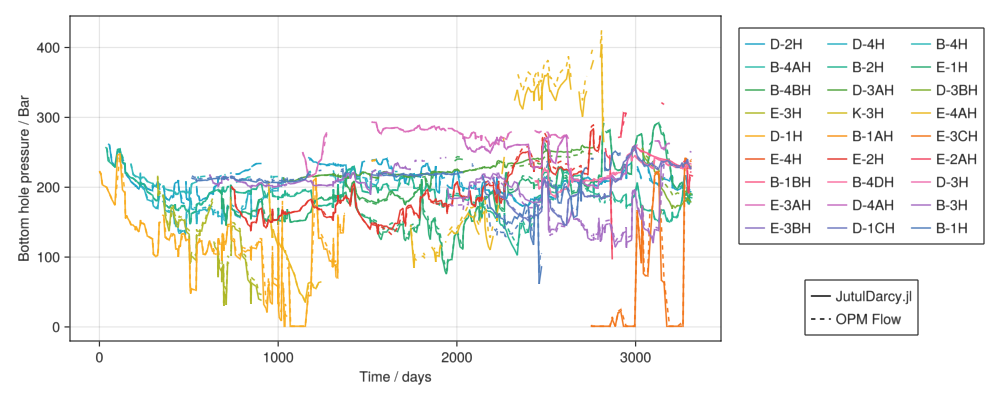 400
300
200
100
0
Bottom hole pressure / Bar
0 1000 2000 3000
Time / days
D-2H D-4H B-4H
B-4AH B-2H E-1H
B-4BH D-3AH D-3BH
E-3H K-3H E-4AH
D-1H B-1AH E-3CH
E-4H E-2H E-2AH
B-1BH B-4DH D-3H
E-3AH D-4AH B-3H
E-3BH D-1CH B-1H
JutulDarcy.jl
OPM Flow